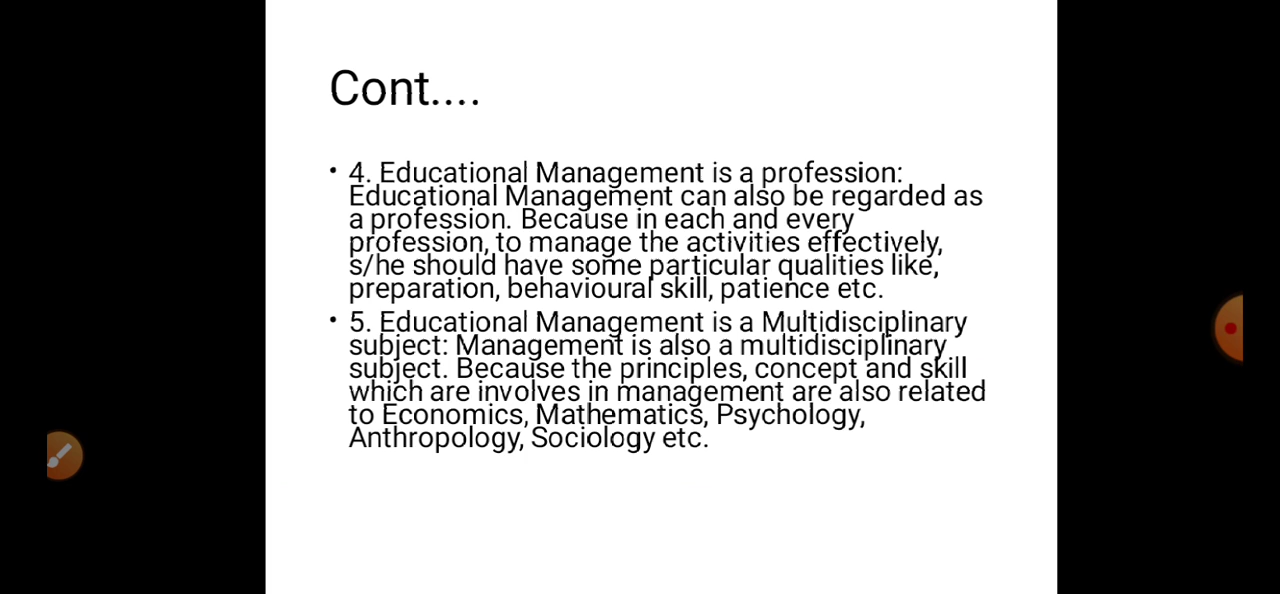 Cont....
• 4. Educational Management is a profession:
Educational Management can also be regarded as
a profession. Because in each and every
profession, to manage the activities effectively,
s/he should have some particular qualities like,
preparation, behavioural skill, patience etc.
• 5. Educational Management is a Multidisciplinary
subject: Management is also a multidisciplinary
subject. Because the principles, concept and skill
which are involves in management are also related
to Economics, Mathematics, Psychology,
Anthropology, Sociology etc.